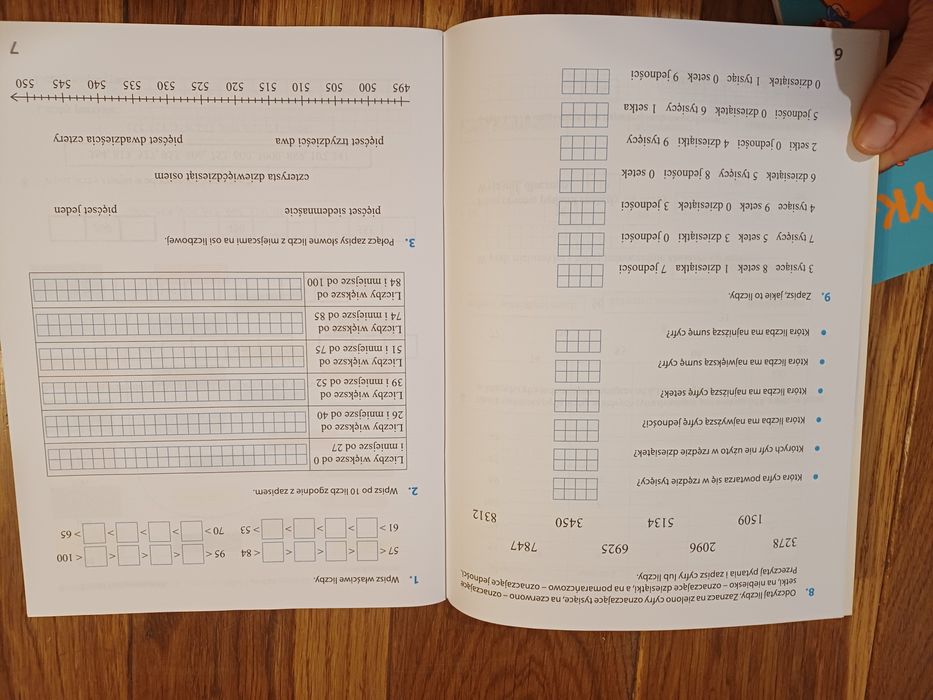 8. Odczytaj liczby. Zaznacz na zielono cyfry oznaczające tysiące, na czerwono – oznaczające
setki, na niebiesko – oznaczające dziesiątki, a na pomarańczowo – oznaczające jedności.
Przeczytaj pytania i zapisz cyfry lub liczby.
3278 2096 6925 7847
1509 5134 3450 8312
• Która cyfra powtarza się w rzędzie tysięcy?
• Których cyfr nie użyto w rzędzie dziesiątek?
• Która liczba ma najwyższą cyfrę jedności?
• Która liczba ma najniższą cyfrę setek?
• Która liczba ma największą sumę cyfr?
• Która liczba ma najniższą sumę cyfr?
9. Zapisz, jakie to liczby.
3 tysiące 8 setek 1 dziesiątka 7 jedności
7 tysięcy 5 setek 3 dziesiątki 0 jedności
4 tysiące 9 setek 0 dziesiątek 3 jedności
6 dziesiątek 5 tysięcy 8 jedności 0 setek
2 setki 0 jedności 4 dziesiątki 9 tysięcy
5 jedności 0 dziesiątek 6 tysięcy 1 setka
0 dziesiątek 1 tysiąc 0 setek 9 jedności
6
1. Wpisz właściwe liczby.
57 < < < < < 84 95 < < < < < 100
61 > > > > > 53 70 > > > > > 65
2. Wpisz po 10 liczb zgodnie z zapisem.
Liczby większe od 0
i mniejsze od 27
Liczby większe od
26 i mniejsze od 40
Liczby większe od
39 i mniejsze od 52
Liczby większe od
51 i mniejsze od 75
Liczby większe od
74 i mniejsze od 85
Liczby większe od
84 i mniejsze od 100
3. Połącz zapisy słowne liczb z miejscami na osi liczbowej.
pięćset siedemnaście pięćset jeden
czterysta dziewięćdziesiąt osiem
pięćset trzydzieści dwa pięćset dwadzieścia cztery
495 500 505 510 515 520 525 530 535 540 545 550
7
YK